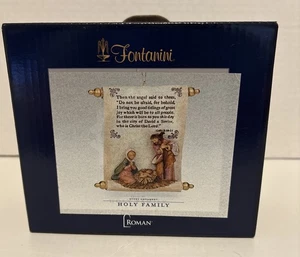 Fontanini
Then the angel said to them,
"Do not be afraid, for behold,
I bring you good tidings of great
joy which will be to all people.
For there is born to you this day
in the city of David a Savior,
who is Christ the Lord."
HOLY FAMILY
ROMAN